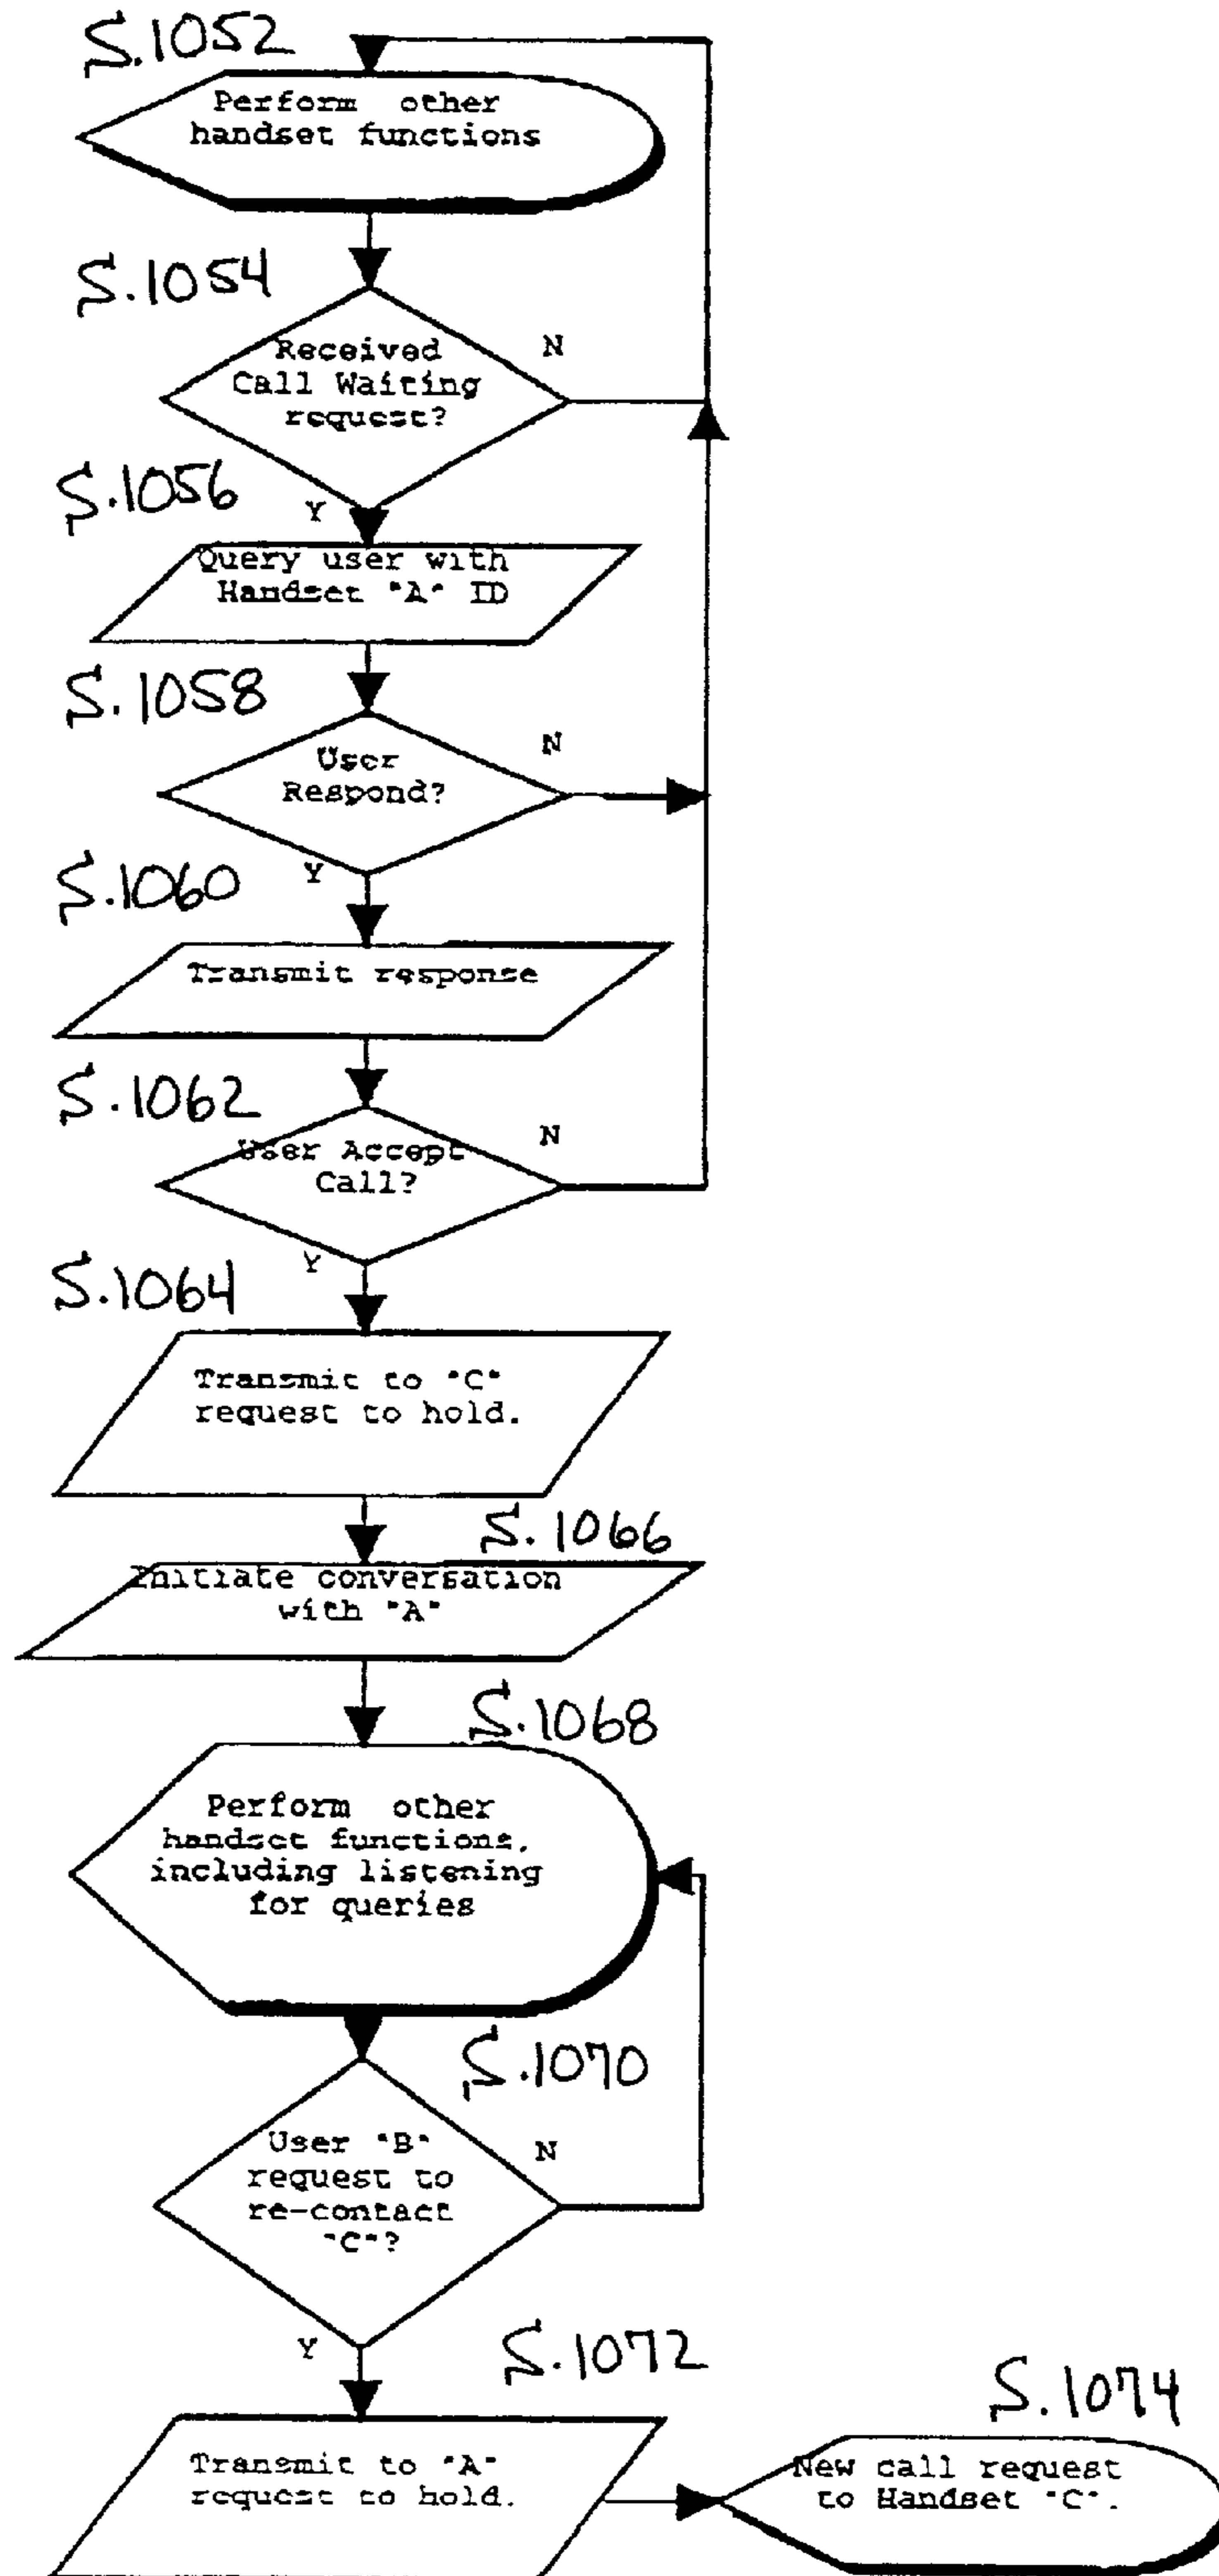 S.1052
Perform other
handset functions
S.1054
Received
Call Waiting
request?
N
S.1056
Y
Query user with
Handset "A" ID
S.1058
User
Respond?
N
S.1060
Y
Transmit response
S.1062
User Accept
Call?
N
Y
S.1064
Transmit to "C"
request to hold.
S.1066
Initiate conversation
with "A"
S.1068
Perform other
handset functions,
including listening
for queries
S.1070
User "B"
request to
re-contact
"C"?
N
Y
S.1072
Transmit to "A"
request to hold.
S.1074
New call request
to Handset "C".